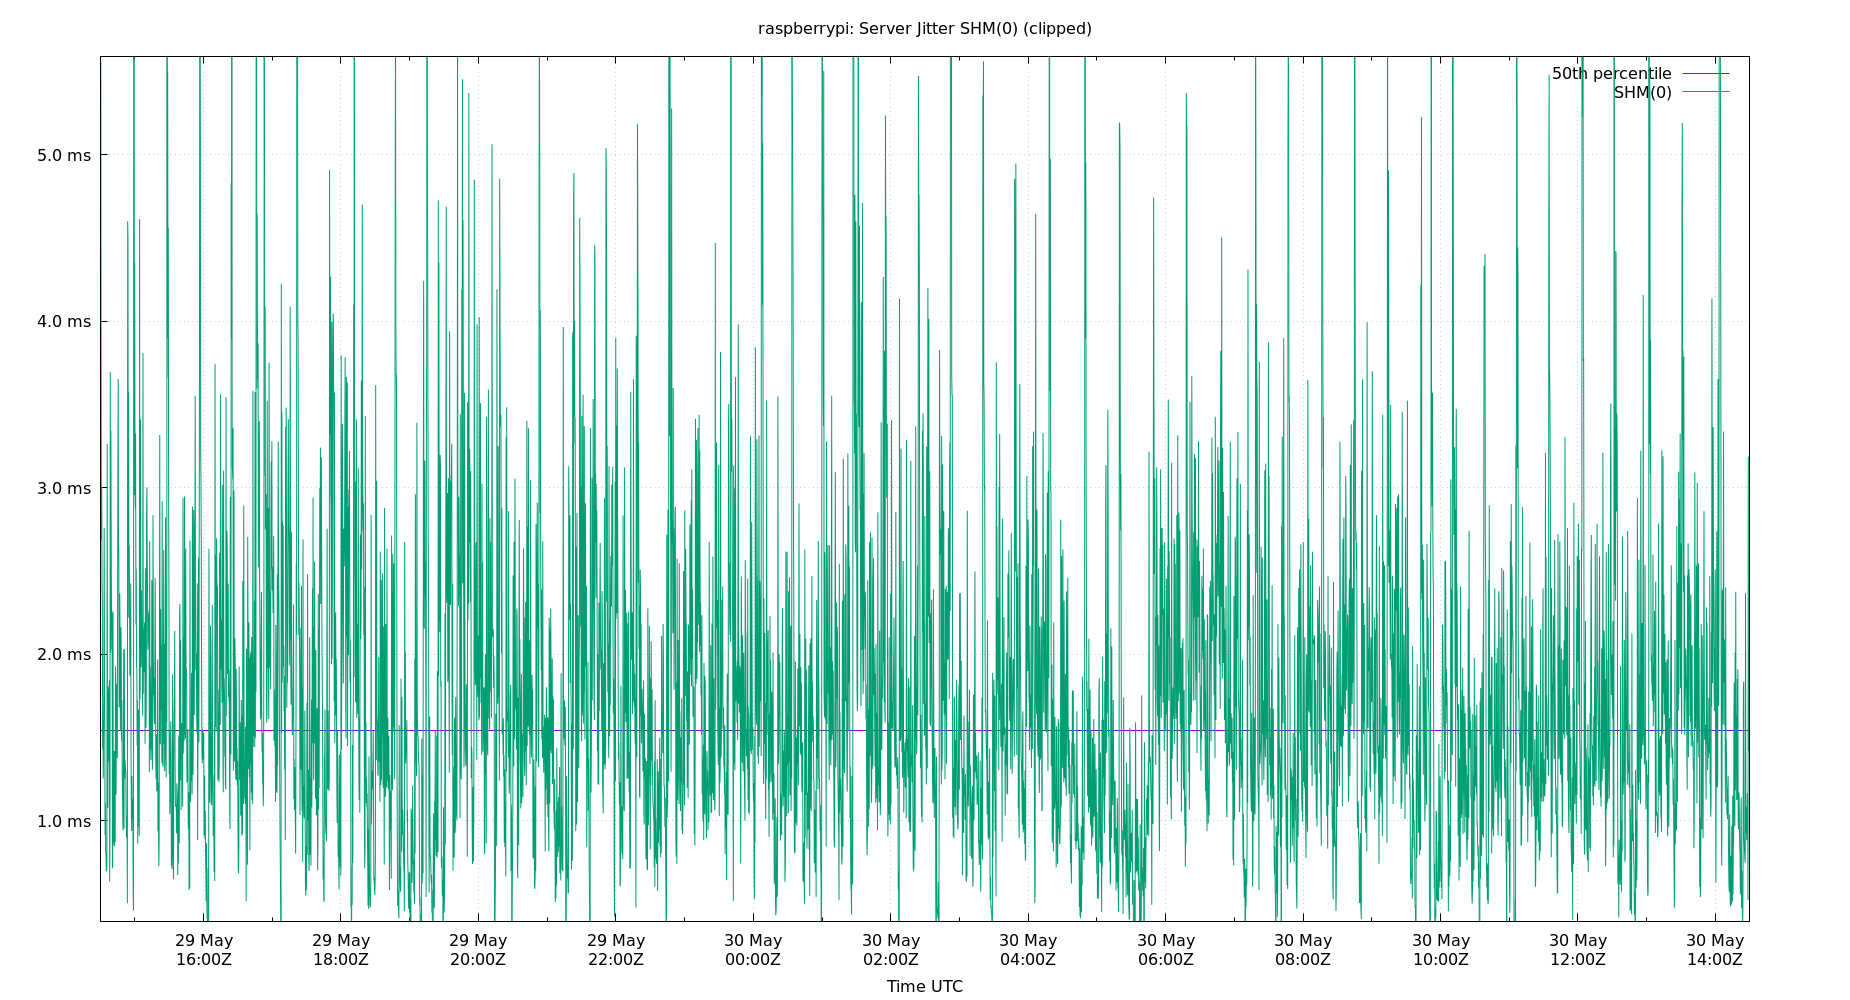 raspberrypi: Server Jitter SHM(0) (clipped)
50th percentile
SHM(0)
5.0 ms
4.0 ms
3.0 ms
2.0 ms
1.0 ms
29 May 29 May 29 May 29 May 30 May 30 May 30 May 30 May 30 May 30 May 30 May 30 May
16:00Z 18:00Z 20:00Z 22:00Z 00:00Z 02:00Z 04:00Z 06:00Z 08:00Z 10:00Z 12:00Z 14:00Z
Time UTC